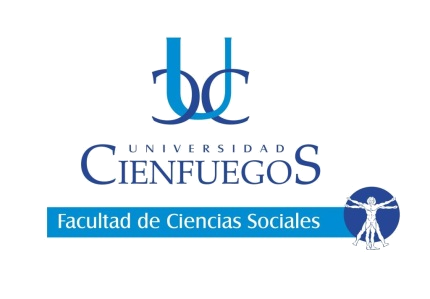 UNIVERSIDAD
CIENFUEGOS
Facultad de Ciencias Sociales